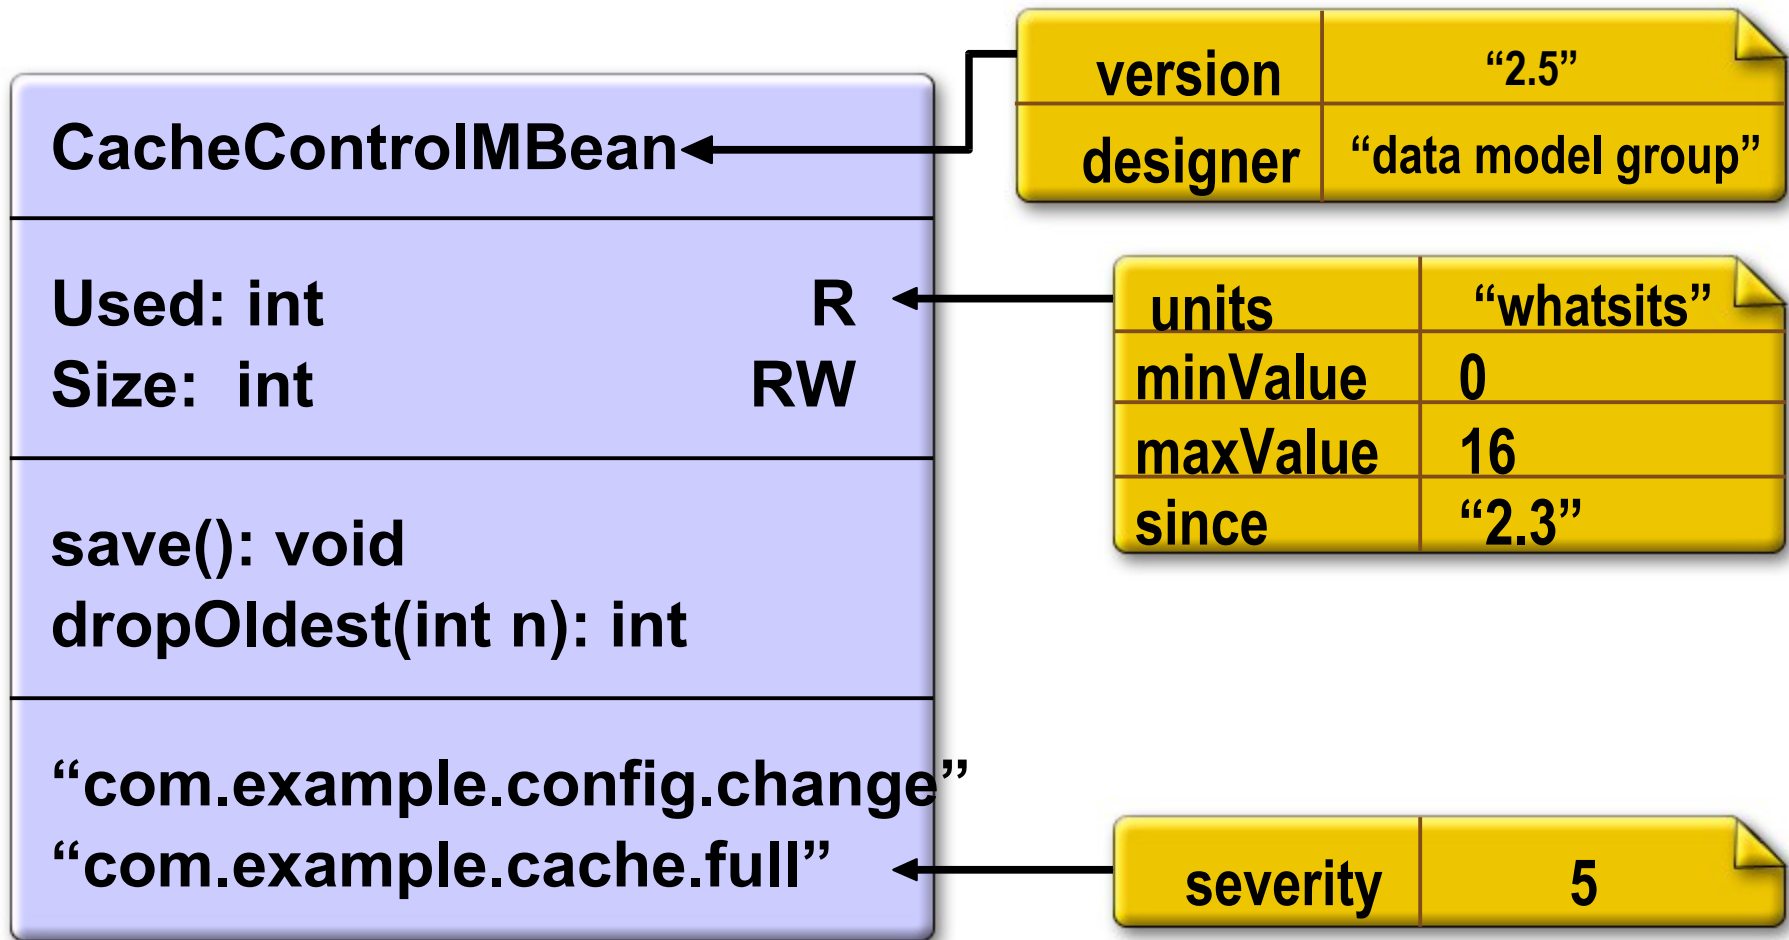 CacheControlMBean
Used: int R
Size: int RW
save(): void
dropOldest(int n): int
“com.example.config.change”
“com.example.cache.full”
version “2.5”
designer “data model group”
units “whatsits”
minValue 0
maxValue 16
since “2.3”
severity 5